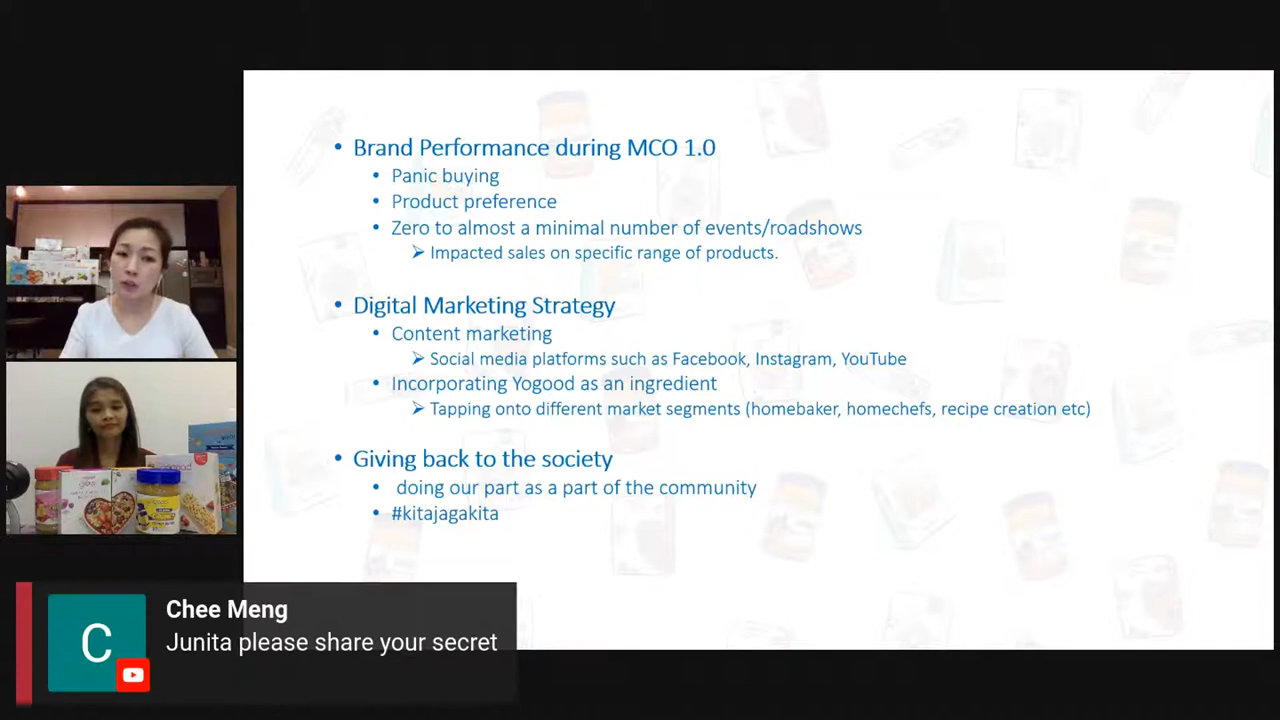 • Brand Performance during MCO 1.0
• Panic buying
• Product preference
• Zero to almost a minimal number of events/roadshows
➢ Impacted sales on specific range of products.
• Digital Marketing Strategy
• Content marketing
➢ Social media platforms such as Facebook, Instagram, YouTube
• Incorporating Yogood as an ingredient
➢ Tapping onto different market segments (homebaker, homechefs, recipe creation etc)
• Giving back to the society
• doing our part as a part of the community
• #kitajagakita
C
Chee Meng
Junita please share your secret